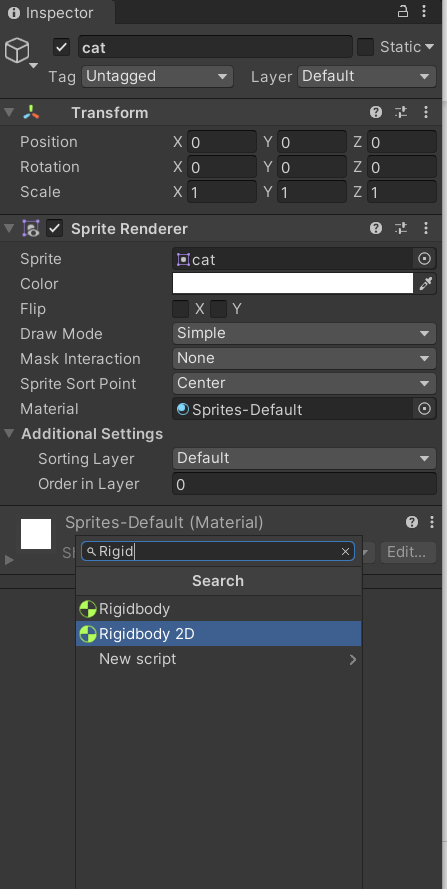 Inspector
cat
Static
Tag Untagged Layer Default
Transform
Position X 0 Y 0 Z 0
Rotation X 0 Y 0 Z 0
Scale X 1 Y 1 Z 1
Sprite Renderer
Sprite cat
Color
Flip X Y
Draw Mode Simple
Mask Interaction None
Sprite Sort Point Center
Material Sprites-Default
Additional Settings
Sorting Layer Default
Order in Layer 0
Sprites-Default (Material)
Edit...
Rigid
Search
Rigidbody
Rigidbody 2D
New script